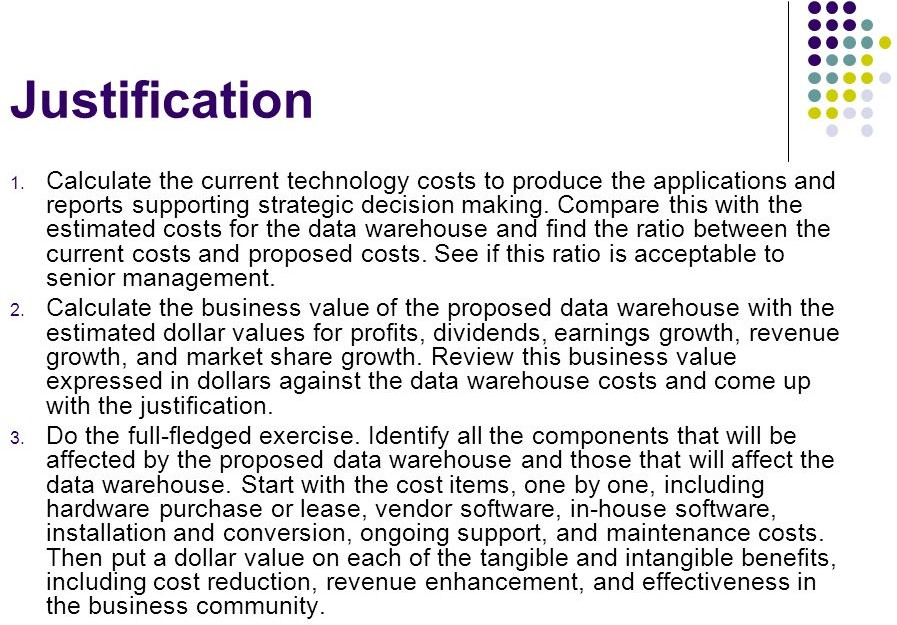 Justification
1. Calculate the current technology costs to produce the applications and
reports supporting strategic decision making. Compare this with the
estimated costs for the data warehouse and find the ratio between the
current costs and proposed costs. See if this ratio is acceptable to
senior management.
2. Calculate the business value of the proposed data warehouse with the
estimated dollar values for profits, dividends, earnings growth, revenue
growth, and market share growth. Review this business value
expressed in dollars against the data warehouse costs and come up
with the justification.
3. Do the full-fledged exercise. Identify all the components that will be
affected by the proposed data warehouse and those that will affect the
data warehouse. Start with the cost items, one by one, including
hardware purchase or lease, vendor software, in-house software,
installation and conversion, ongoing support, and maintenance costs.
Then put a dollar value on each of the tangible and intangible benefits,
including cost reduction, revenue enhancement, and effectiveness in
the business community.